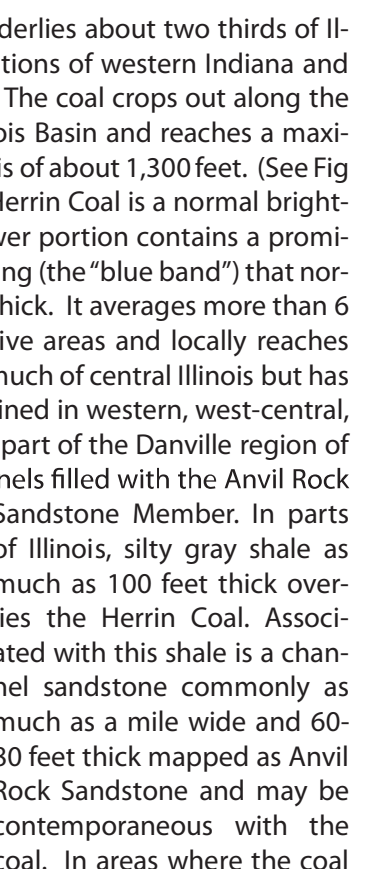 derlies about two thirds of Il-
tions of western Indiana and
The coal crops out along the
ois Basin and reaches a maxi-
is of about 1,300 feet. (See Fig
Herrin Coal is a normal bright-
wer portion contains a promi-
ng (the “blue band”) that nor-
hick. It averages more than 6
ive areas and locally reaches
much of central Illinois but has
ined in western, west-central,
part of the Danville region of
nels filled with the Anvil Rock
Sandstone Member. In parts
of Illinois, silty gray shale as
much as 100 feet thick over-
lies the Herrin Coal. Associ-
ated with this shale is a chan-
nel sandstone commonly as
much as a mile wide and 60-
80 feet thick mapped as Anvil
Rock Sandstone and may be
contemporaneous with the
coal. In areas where the coal